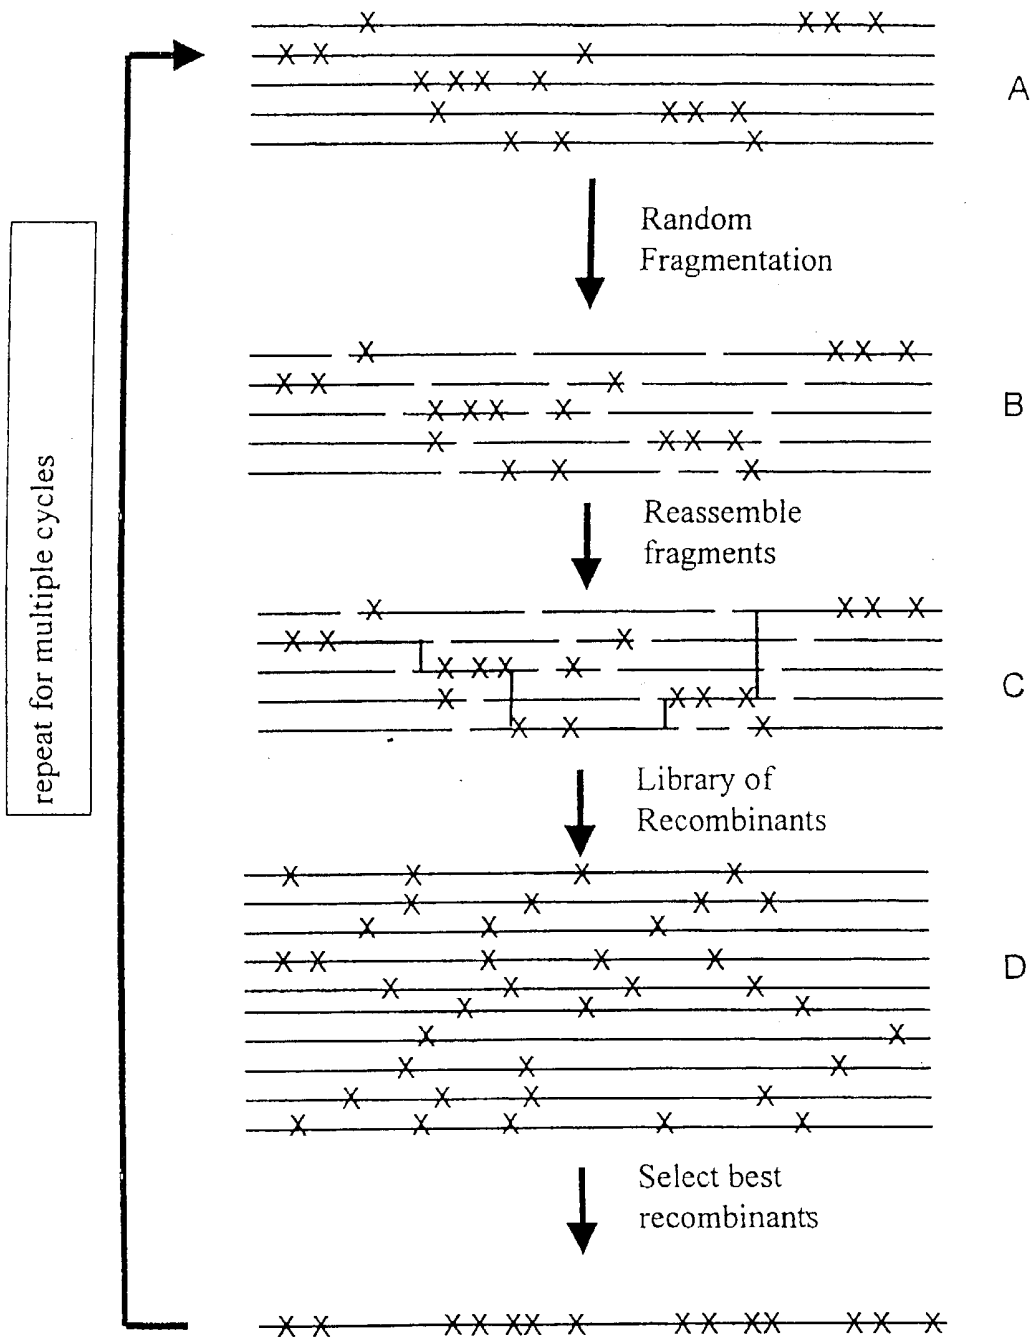 A
Random
Fragmentation
B
Reassemble
fragments
C
Library of
Recombinants
D
Select best
recombinants
repeat for multiple cycles